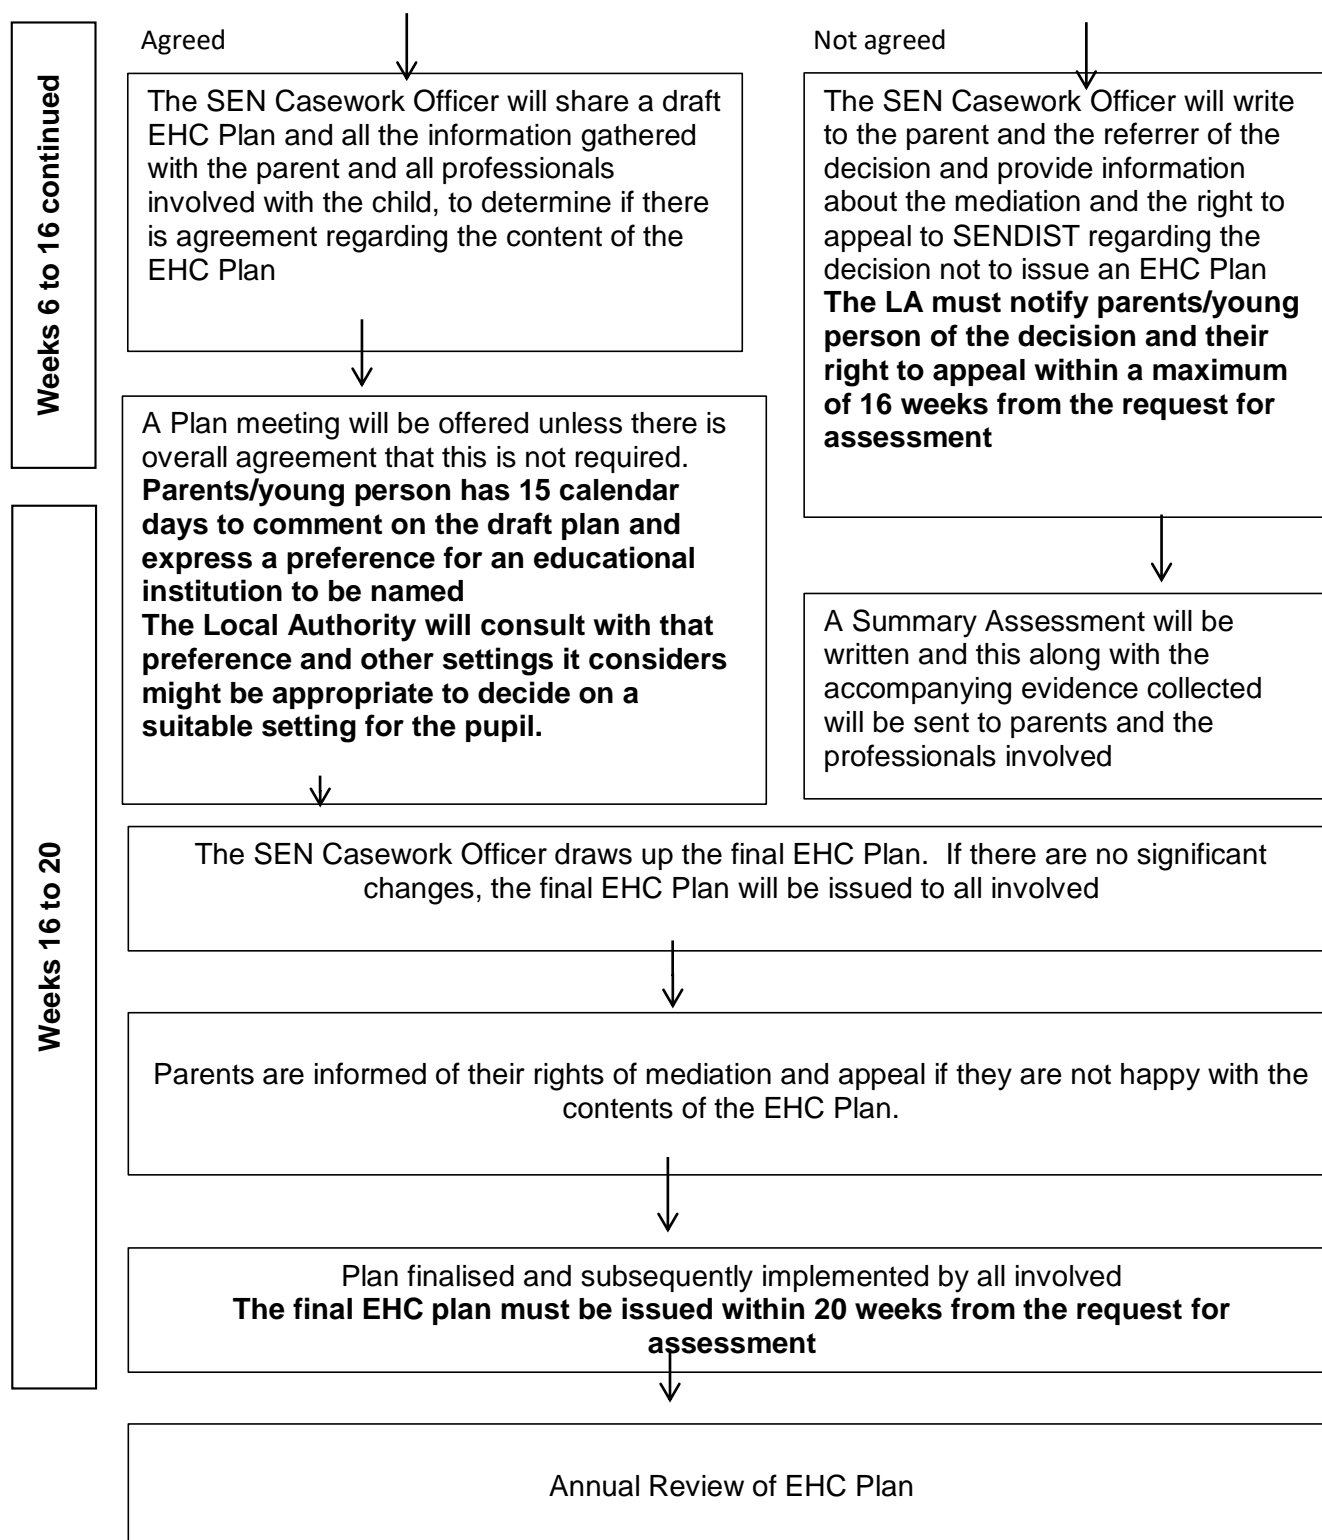 Weeks 6 to 16 continued
Agreed
The SEN Casework Officer will share a draft
EHC Plan and all the information gathered
with the parent and all professionals
involved with the child, to determine if there
is agreement regarding the content of the
EHC Plan
Not agreed
The SEN Casework Officer will write
to the parent and the referrer of the
decision and provide information
about the mediation and the right to
appeal to SENDIST regarding the
decision not to issue an EHC Plan
The LA must notify parents/young
person of the decision and their
right to appeal within a maximum
of 16 weeks from the request for
assessment
A Plan meeting will be offered unless there is
overall agreement that this is not required.
Parents/young person has 15 calendar
days to comment on the draft plan and
express a preference for an educational
institution to be named
The Local Authority will consult with that
preference and other settings it considers
might be appropriate to decide on a
suitable setting for the pupil.
A Summary Assessment will be
written and this along with the
accompanying evidence collected
will be sent to parents and the
professionals involved
Weeks 16 to 20
The SEN Casework Officer draws up the final EHC Plan.  If there are no significant
changes, the final EHC Plan will be issued to all involved
Parents are informed of their rights of mediation and appeal if they are not happy with the
contents of the EHC Plan.
Plan finalised and subsequently implemented by all involved
The final EHC plan must be issued within 20 weeks from the request for
assessment
Annual Review of EHC Plan